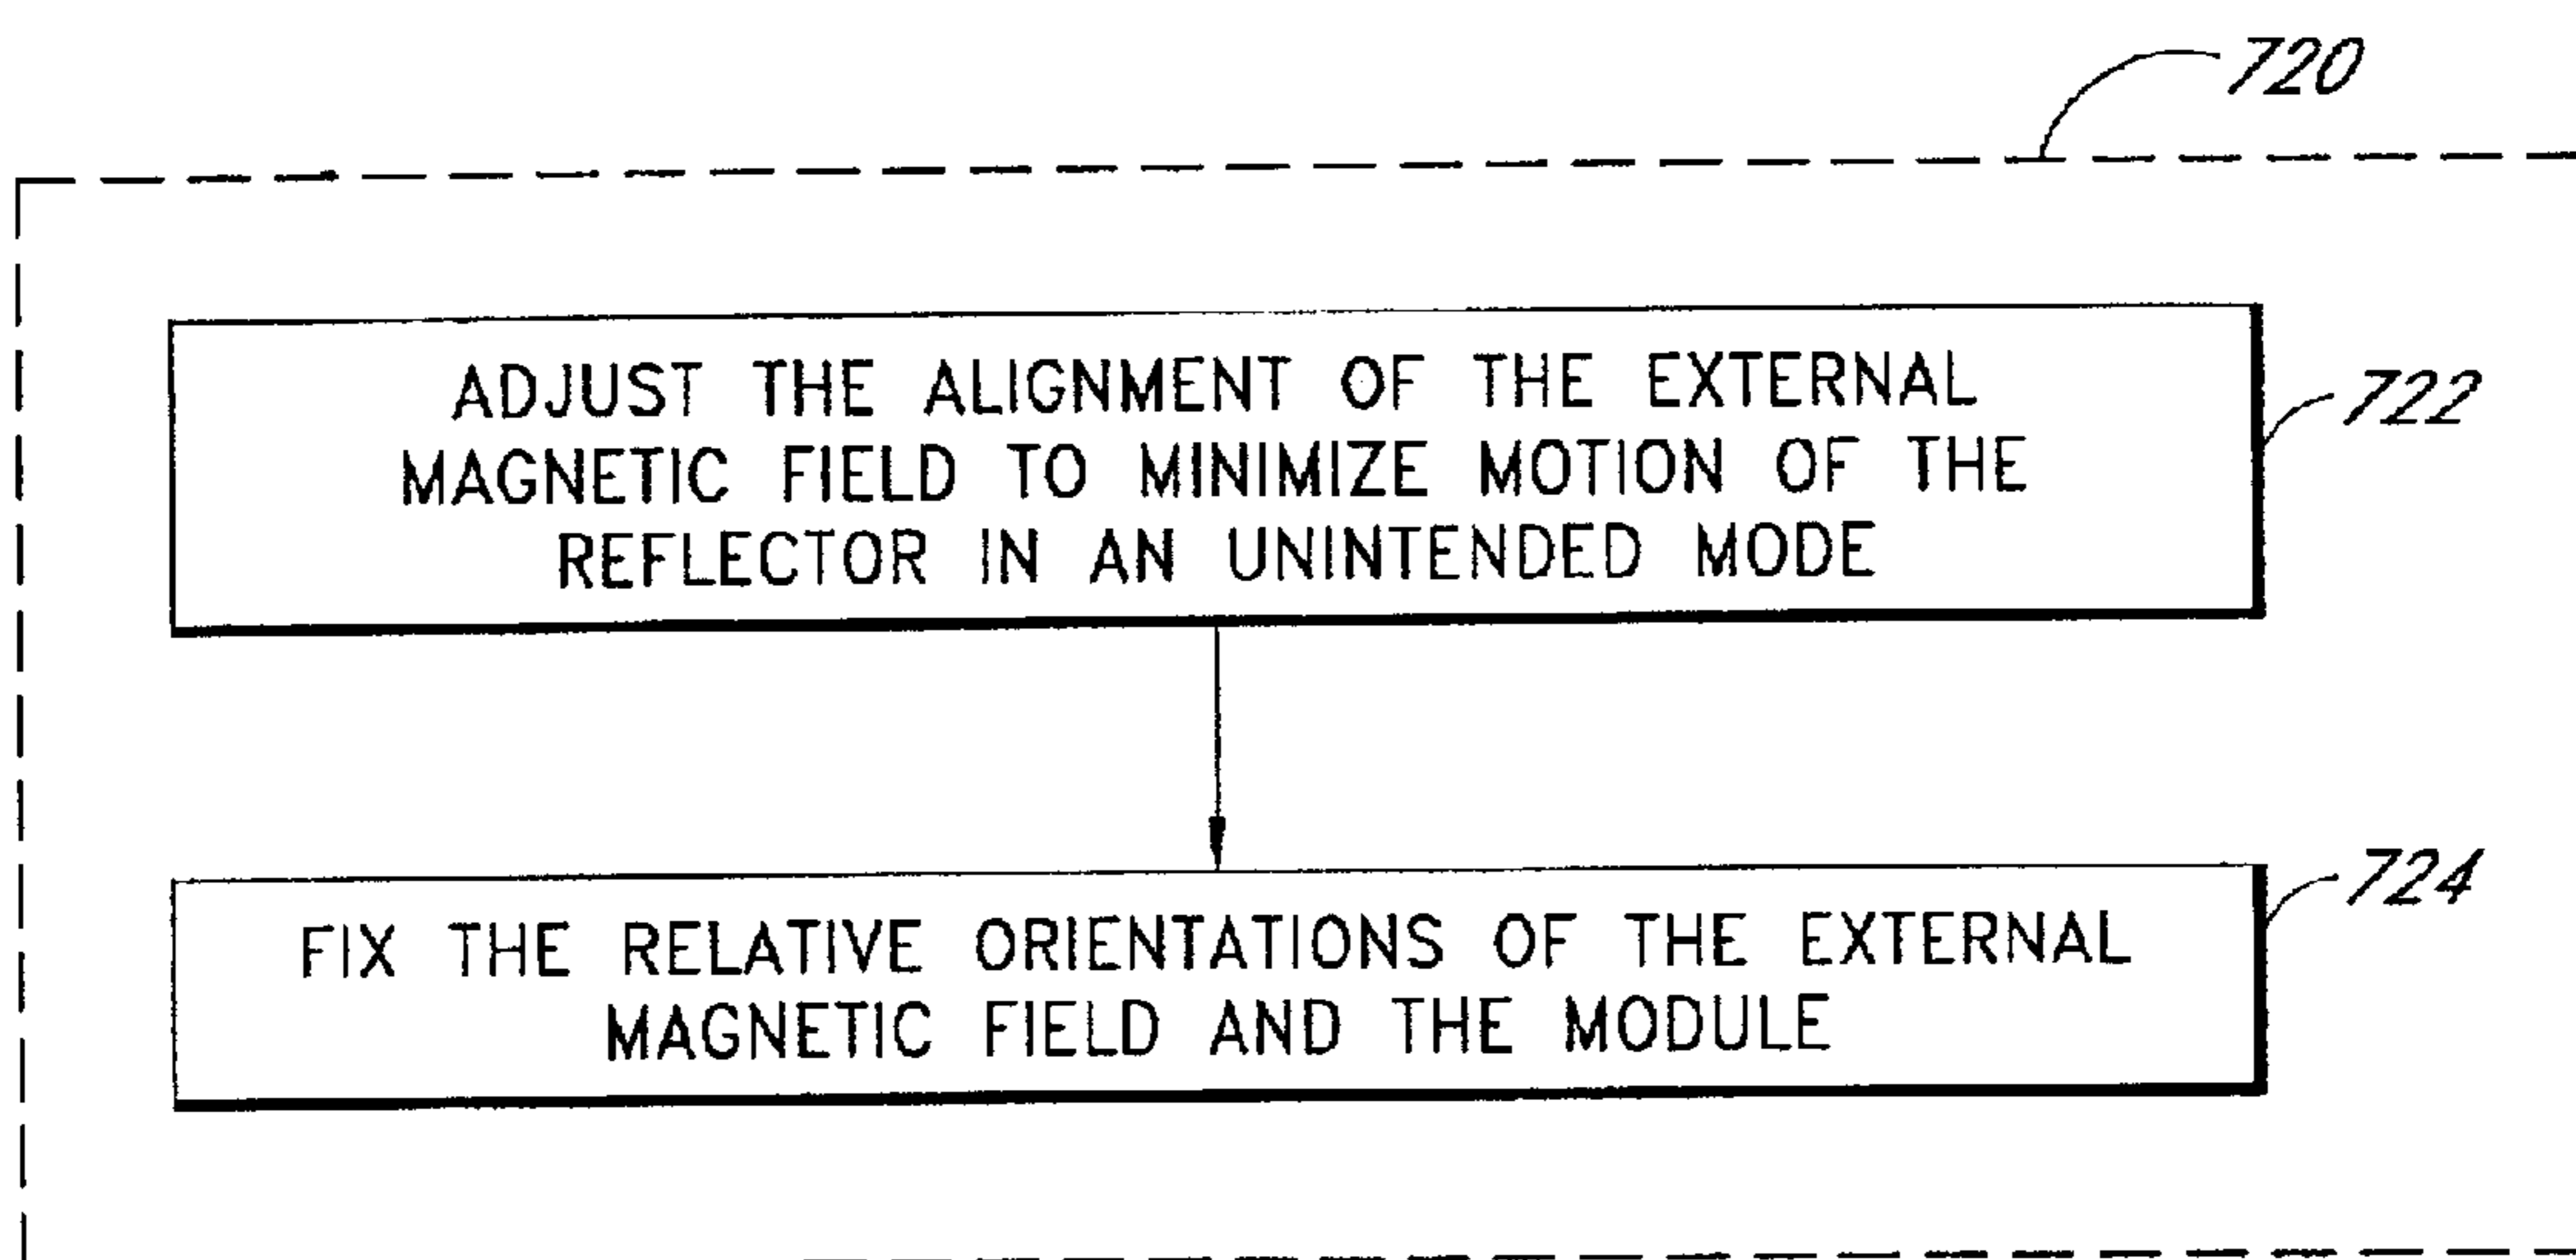 720
ADJUST THE ALIGNMENT OF THE EXTERNAL
MAGNETIC FIELD TO MINIMIZE MOTION OF THE
REFLECTOR IN AN UNINTENDED MODE
722
FIX THE RELATIVE ORIENTATIONS OF THE EXTERNAL
MAGNETIC FIELD AND THE MODULE
724